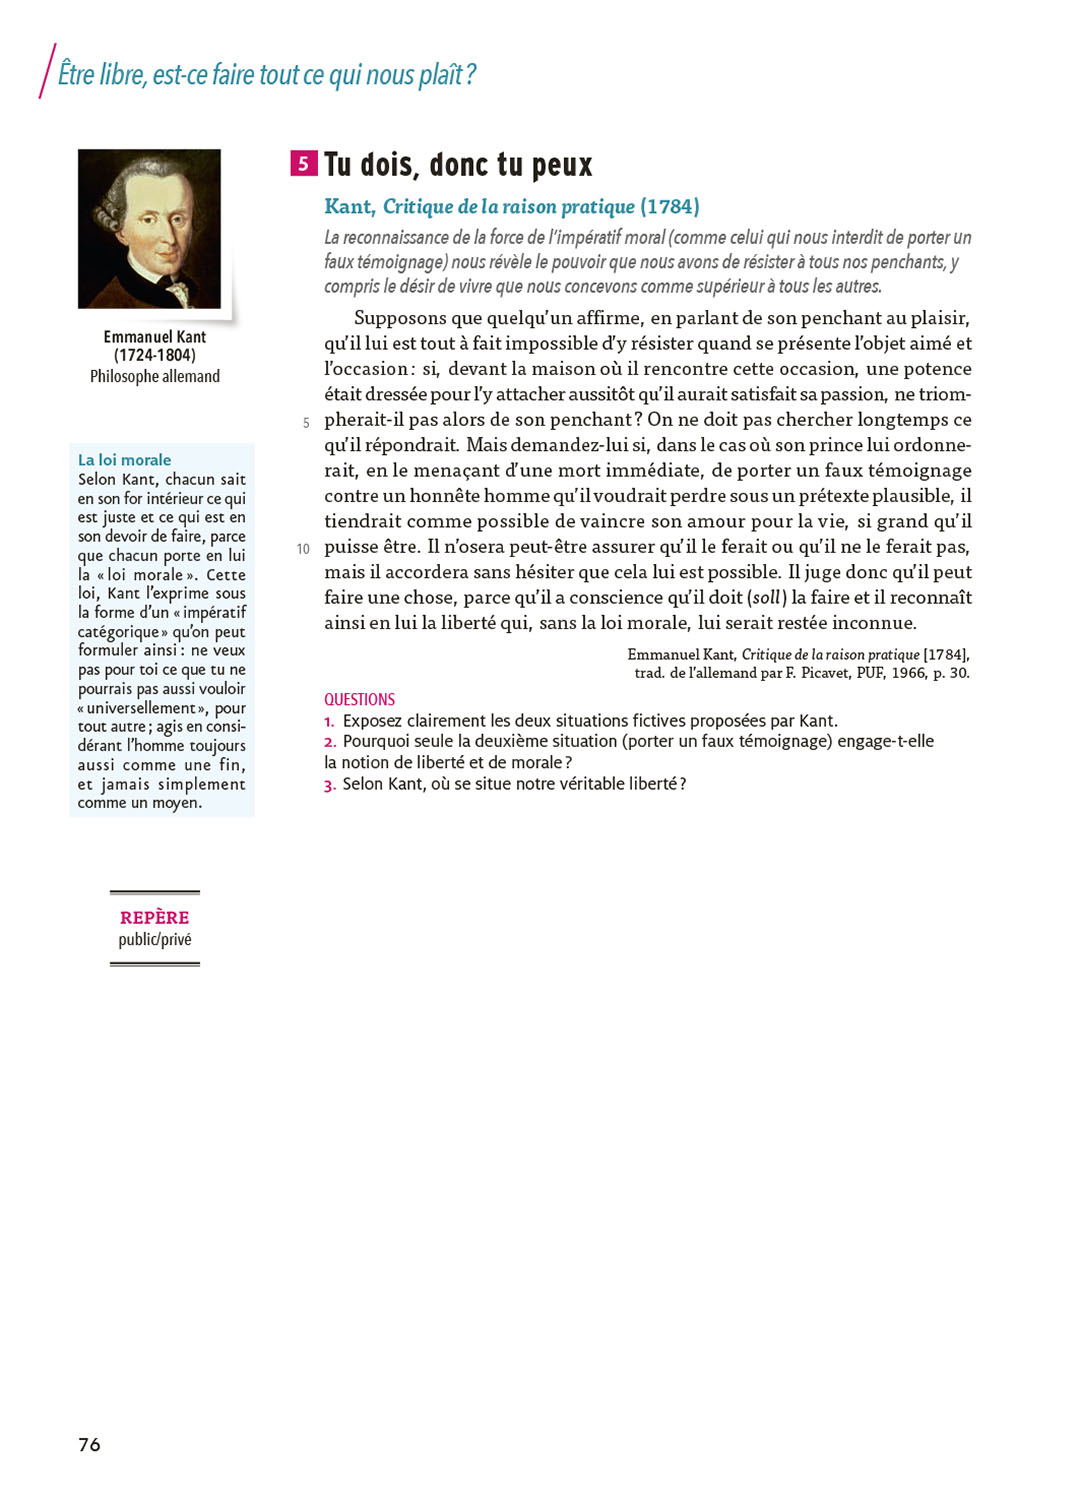 Être libre, est-ce faire tout ce qui nous plaît ?
Emmanuel Kant
(1724-1804)
Philosophe allemand
La loi morale
Selon Kant, chacun sait
en son for intérieur ce qui
est juste et ce qui est en
son devoir de faire, parce
que chacun porte en lui
la « loi morale ». Cette
loi, Kant l’exprime sous
la forme d’un « impératif
catégorique » qu’on peut
formuler ainsi : ne veux
pas pour toi ce que tu ne
pourrais pas aussi vouloir
« universellement », pour
tout autre ; agis en consi-
dérant l’homme toujours
aussi comme une fin,
et jamais simplement
comme un moyen.
REPÈRE
public/privé
5 Tu dois, donc tu peux
Kant, Critique de la raison pratique (1784)
La reconnaissance de la force de l’impératif moral (comme celui qui nous interdit de porter un
faux témoignage) nous révèle le pouvoir que nous avons de résister à tous nos penchants, y
compris le désir de vivre que nous concevons comme supérieur à tous les autres.
Supposons que quelqu’un affirme, en parlant de son penchant au plaisir,
qu’il lui est tout à fait impossible d’y résister quand se présente l’objet aimé et
l’occasion : si, devant la maison où il rencontre cette occasion, une potence
était dressée pour l’y attacher aussitôt qu’il aurait satisfait sa passion, ne triom-
5 pherait-il pas alors de son penchant ? On ne doit pas chercher longtemps ce
qu’il répondrait. Mais demandez-lui si, dans le cas où son prince lui ordonne-
rait, en le menaçant d’une mort immédiate, de porter un faux témoignage
contre un honnête homme qu’il voudrait perdre sous un prétexte plausible, il
tiendrait comme possible de vaincre son amour pour la vie, si grand qu’il
10 puisse être. Il n’osera peut-être assurer qu’il le ferait ou qu’il ne le ferait pas,
mais il accordera sans hésiter que cela lui est possible. Il juge donc qu’il peut
faire une chose, parce qu’il a conscience qu’il doit (soll) la faire et il reconnaît
ainsi en lui la liberté qui, sans la loi morale, lui serait restée inconnue.
Emmanuel Kant, Critique de la raison pratique [1784],
trad. de l’allemand par F. Picavet, PUF, 1966, p. 30.
QUESTIONS
1. Exposez clairement les deux situations fictives proposées par Kant.
2. Pourquoi seule la deuxième situation (porter un faux témoignage) engage-t-elle
la notion de liberté et de morale ?
3. Selon Kant, où se situe notre véritable liberté ?
76